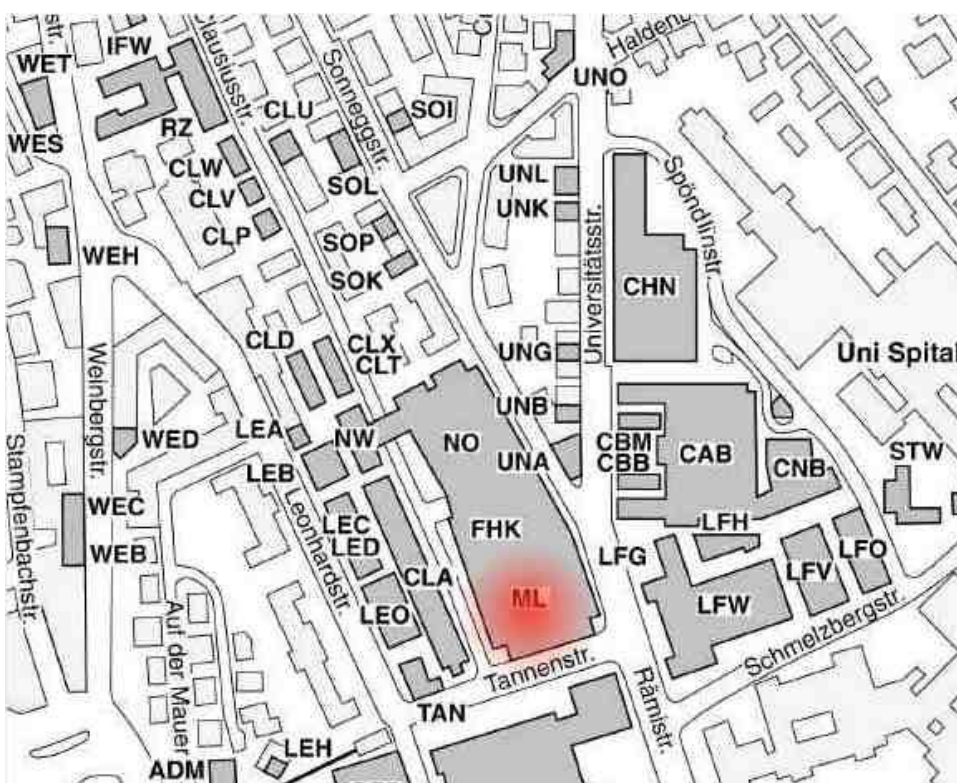 IFW
WET
UNO
WES
RZ
CLU
SOI
Sonneggstr.
CLW
CLV
SOL
UNL
UNK
Spöndlinstr.
CLP
SOP
WEH
SOK
Universitätsstr.
CHN
CLD
CLX
CLT
UNG
Uni Spital
Weinbergstr.
UNB
LEA
NW
NO
WED
CBM
CBB
CAB
CNB
STW
UNA
LEB
Stampfenbachstr.
WEC
WEB
LEC
LED
Leonhardstr.
FHK
LFH
LFG
LFV
LFO
CLA
ML
LFW
LEO
Schmelzbergstr.
Auf der Mauer
Tannenstr.
Rämistr.
TAN
LEH
ADM